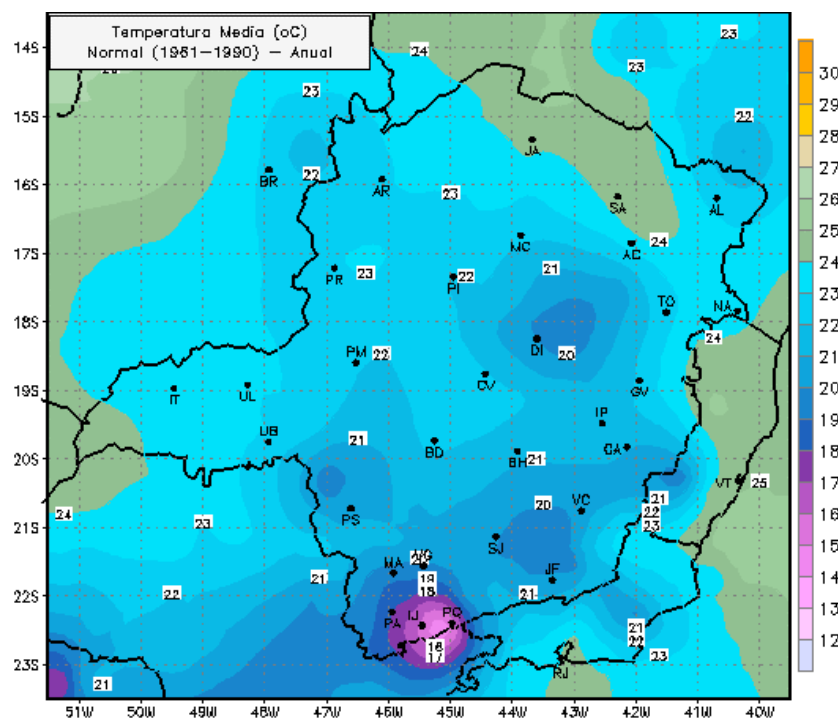 Temperatura Media (oC)
Normal (1961–1990) – Anual
14S
15S
16S
17S
18S
19S
20S
21S
22S
23S
51W
50W
49W
48W
47W
46W
45W
44W
43W
42W
41W
40W
30
29
28
27
26
25
24
23
22
21
20
19
18
17
16
15
14
13
12
24
23
23
23
22
JA
BR
22
AR
23
SA
AL
MC
24
AC
21
PR
23
PI
22
TO
NA
24
DI
20
PM
22
IT
UL
CV
GV
IP
UB
21
BD
BH
21
CA
VT
25
PS
20
VC
21
22
23
24
23
SJ
MA
VG
19
18
JF
21
21
22
PA
IJ
PQ
16
17
21
22
23
RJ
21